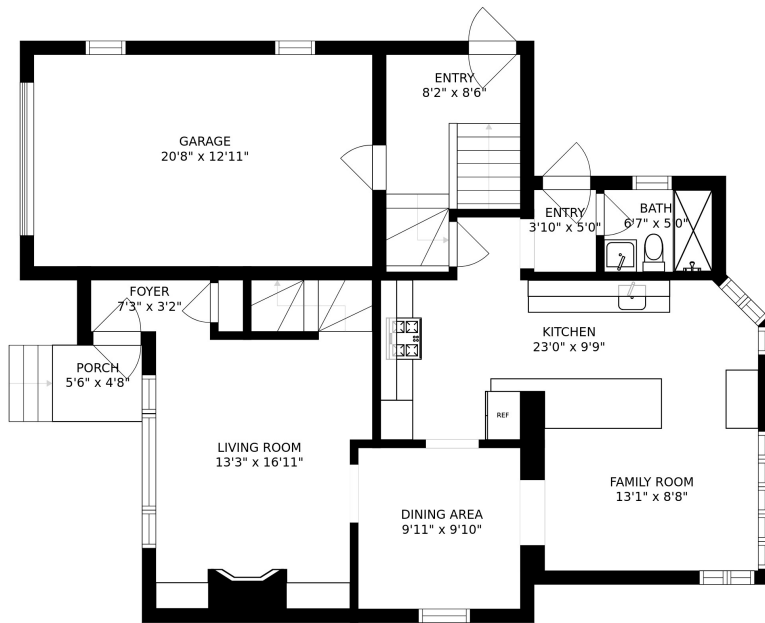 ENTRY
8'2" x 8'6"
GARAGE
20'8" x 12'11"
ENTRY
3'10" x 5'0"
BATH
6'7" x 5'0"
FOYER
7'3" x 3'2"
KITCHEN
23'0" x 9'9"
PORCH
5'6" x 4'8"
REF
LIVING ROOM
13'3" x 16'11"
FAMILY ROOM
13'1" x 8'8"
DINING AREA
9'11" x 9'10"